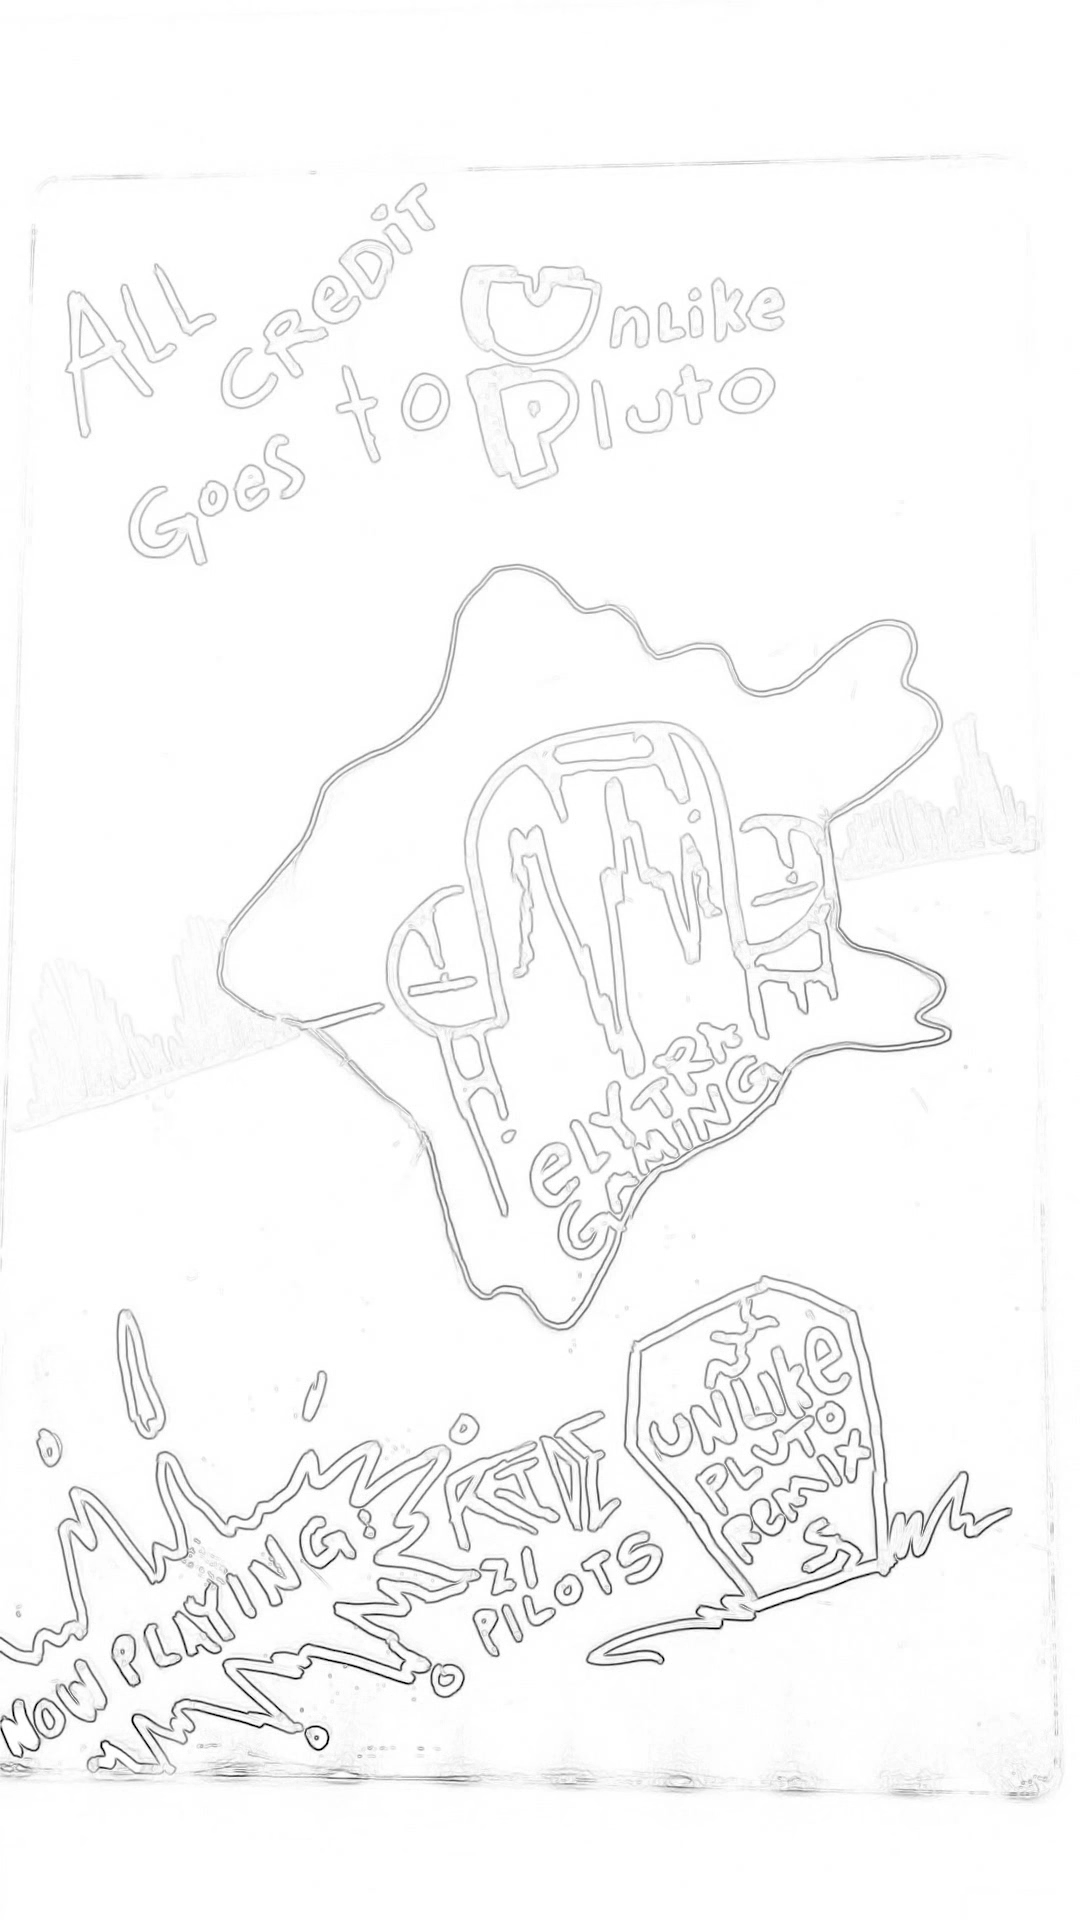 ALL
CReDiT
Goes to
UnLike
Pluto
eLYTRA
GAMING
NOW PLAYING:
RIDE
21
PILOTS
UNLike
PLUTO
ReMiX